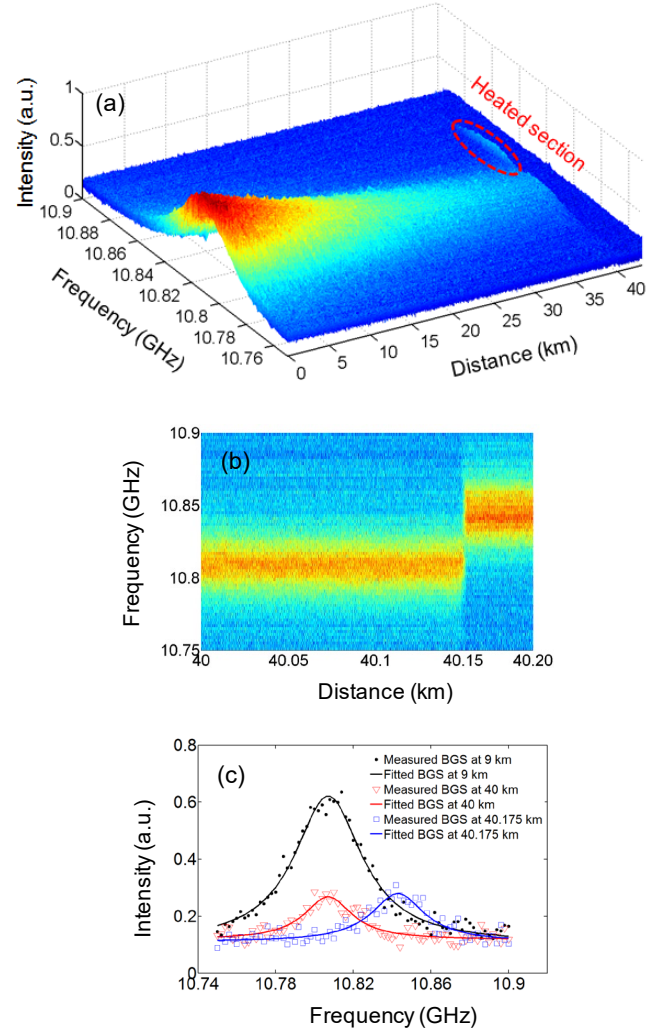 (a)
Heated section
Intensity (a.u.)
1
0.5
0
10.9
10.88
10.86
10.84
10.82
10.8
10.78
10.76
Frequency (GHz)
0
5
10
15
20
25
30
35
40
Distance (km)
(b)
Frequency (GHz)
10.9
10.85
10.8
10.75
40
40.05
40.1
40.15
40.20
Distance (km)
(c)
Intensity (a.u.)
0.8
0.6
0.4
0.2
0
Measured BGS at 9 km
Fitted BGS at 9 km
Measured BGS at 40 km
Fitted BGS at 40 km
Measured BGS at 40.175 km
Fitted BGS at 40.175 km
10.74
10.78
10.82
10.86
10.9
Frequency (GHz)